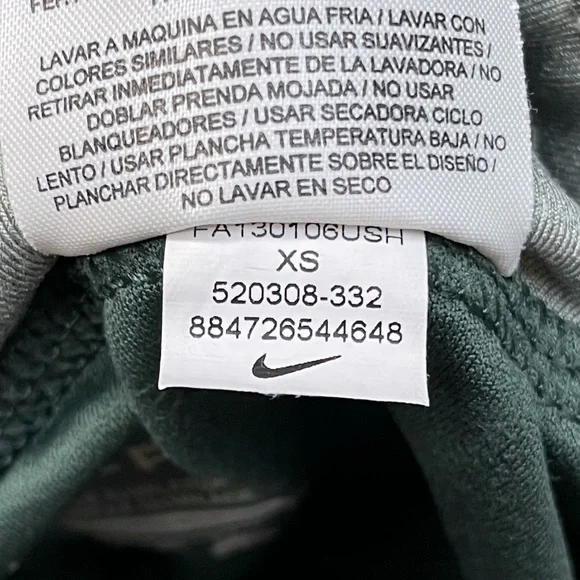 LAVAR A MAQUINA EN AGUA FRIA / LAVAR CON
COLORES SIMILARES / NO USAR SUAVIZANTES /
RETIRAR INMEDIATAMENTE DE LA LAVADORA / NO
DOBLAR PRENDA MOJADA / NO USAR
BLANQUEADORES / USAR SECADORA CICLO
LENTO / USAR PLANCHA TEMPERATURA BAJA / NO
PLANCHAR DIRECTAMENTE SOBRE EL DISEÑO /
NO LAVAR EN SECO
FA130106USH
XS
520308-332
884726544648